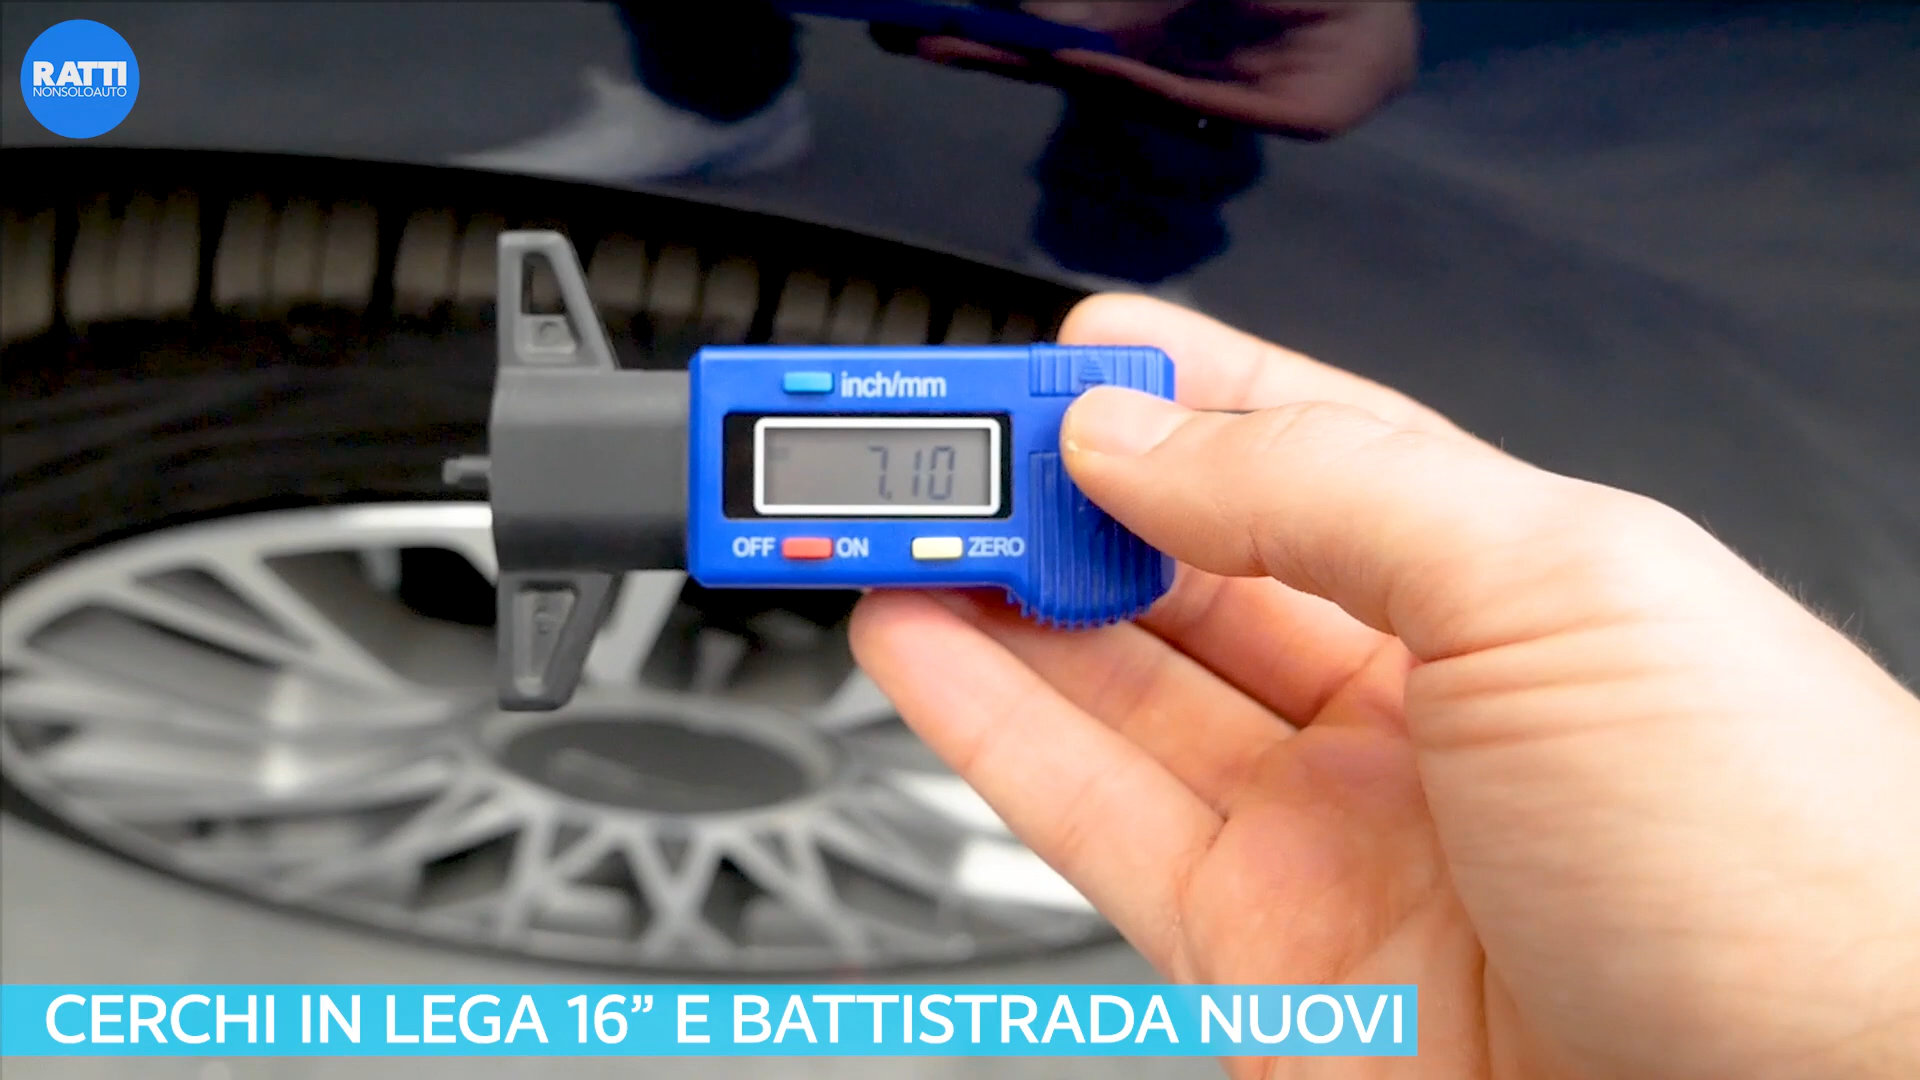 RATTI
NONSOLOAUTO
inch/mm
7.10
OFF ON ZERO
CERCHI IN LEGA 16” E BATTISTRADA NUOVI